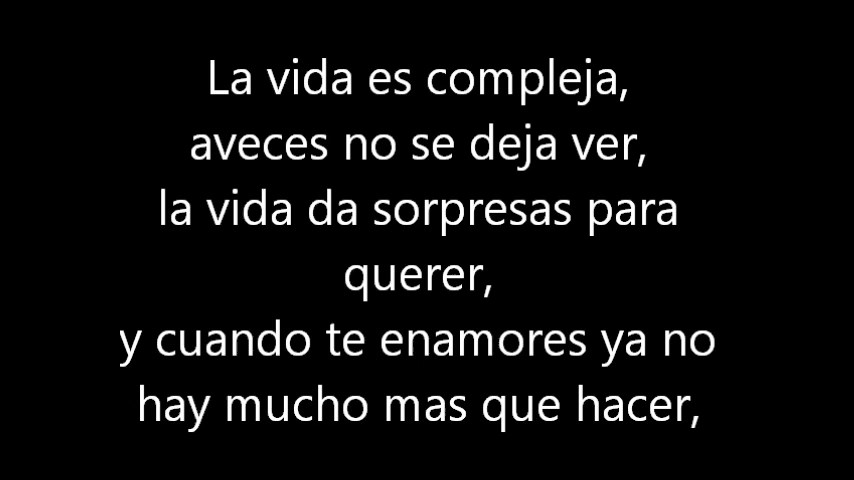 La vida es compleja,
aveces no se deja ver,
la vida da sorpresas para
querer,
y cuando te enamores ya no
hay mucho mas que hacer,